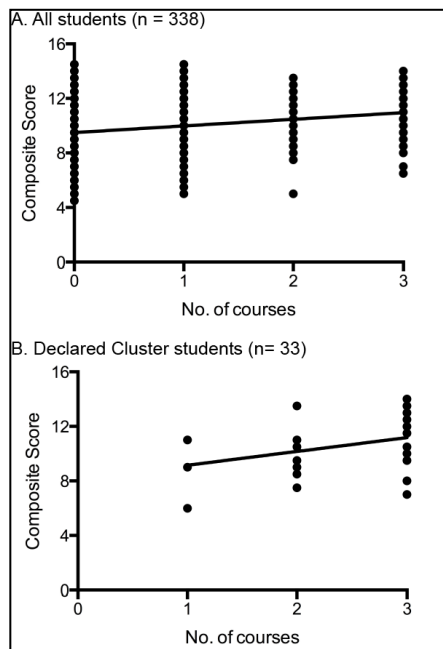 A. All students (n = 338)
16
12
8
4
0
Composite Score
0 1 2 3
No. of courses
B. Declared Cluster students (n= 33)
16
12
8
4
0
Composite Score
0 1 2 3
No. of courses